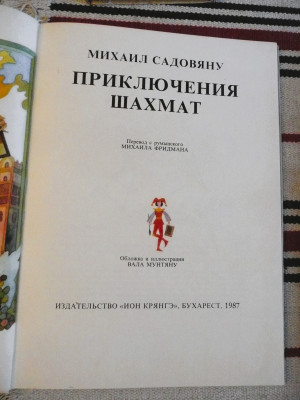 МИХАИЛ САДОВЯНУ
ПРИКЛЮЧЕНИЯ
ШАХМАТ
Перевод с румынского
МИХАИЛА ФРИДМАНА
Обложка и иллюстрации
ВАЛА МУНТЯНУ
ИЗДАТЕЛЬСТВО «ИОН КРЯНГЭ», БУХАРЕСТ, 1987